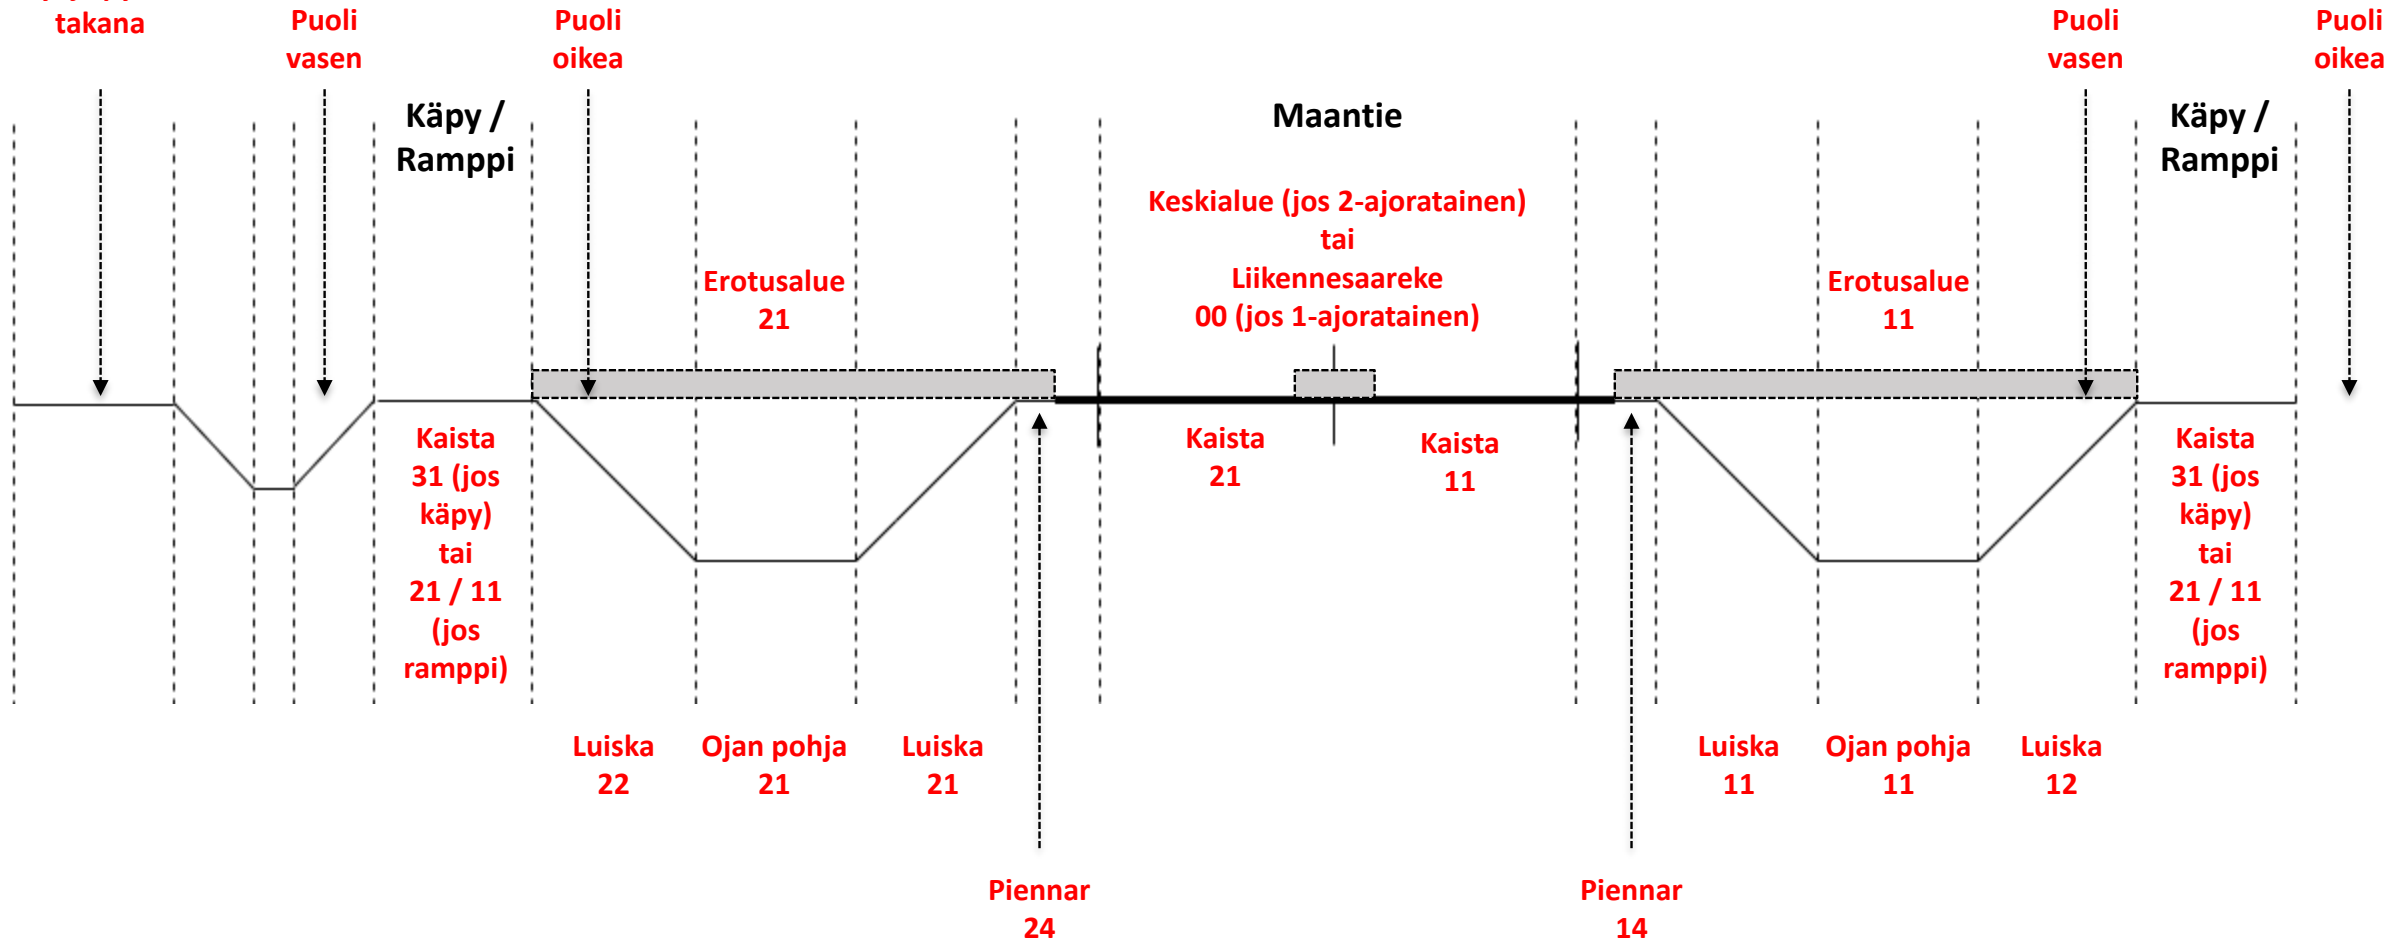 takana
Puoli
vasen
Puoli
oikea
Puoli
vasen
Puoli
oikea
Käpy /
Ramppi
Maantie
Käpy /
Ramppi
Keskialue (jos 2-ajoratainen)
tai
Liikennesaareke
00 (jos 1-ajoratainen)
Erotusalue
21
Erotusalue
11
Kaista
31 (jos
käpy)
tai
21 / 11
(jos
ramppi)
Kaista
21
Kaista
11
Kaista
31 (jos
käpy)
tai
21 / 11
(jos
ramppi)
Luiska
22
Ojan pohja
21
Luiska
21
Luiska
11
Ojan pohja
11
Luiska
12
Piennar
24
Piennar
14